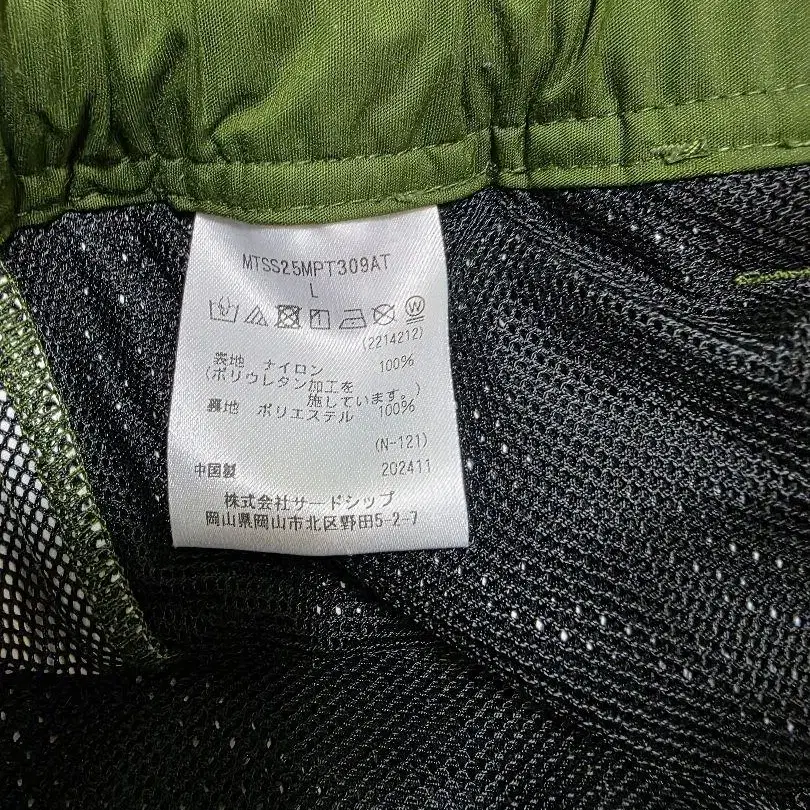 MTSS25MPT309AT
L
(2214212)
表地 ナイロン 100%
(ポリウレタン加工を
施しています。)
裏地 ポリエステル 100%
(N-121)
中国製 202411
株式会社サードシップ
岡山県岡山市北区野田5-2-7